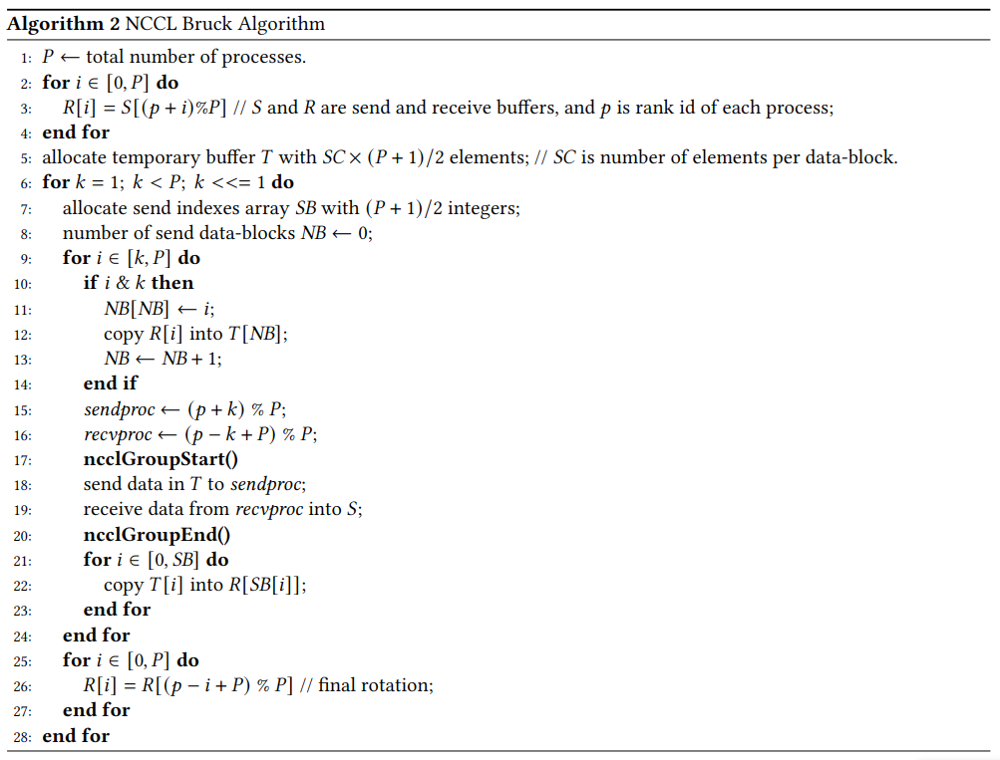 Algorithm 2 NCCL Bruck Algorithm
1: P ← total number of processes.
2: for i ∈ [0, P] do
3: R[i] = S[(p + i)%P] // S and R are send and receive buffers, and p is rank id of each process;
4: end for
5: allocate temporary buffer T with SC × (P + 1)/2 elements; // SC is number of elements per data-block.
6: for k = 1; k < P; k <<= 1 do
7: allocate send indexes array SB with (P + 1)/2 integers;
8: number of send data-blocks NB ← 0;
9: for i ∈ [k, P] do
10: if i & k then
11: NB[NB] ← i;
12: copy R[i] into T[NB];
13: NB ← NB + 1;
14: end if
15: sendproc ← (p + k) % P;
16: recvproc ← (p − k + P) % P;
17: ncclGroupStart()
18: send data in T to sendproc;
19: receive data from recvproc into S;
20: ncclGroupEnd()
21: for i ∈ [0, SB] do
22: copy T[i] into R[SB[i]];
23: end for
24: end for
25: for i ∈ [0, P] do
26: R[i] = R[(p − i + P) % P] // final rotation;
27: end for
28: end for